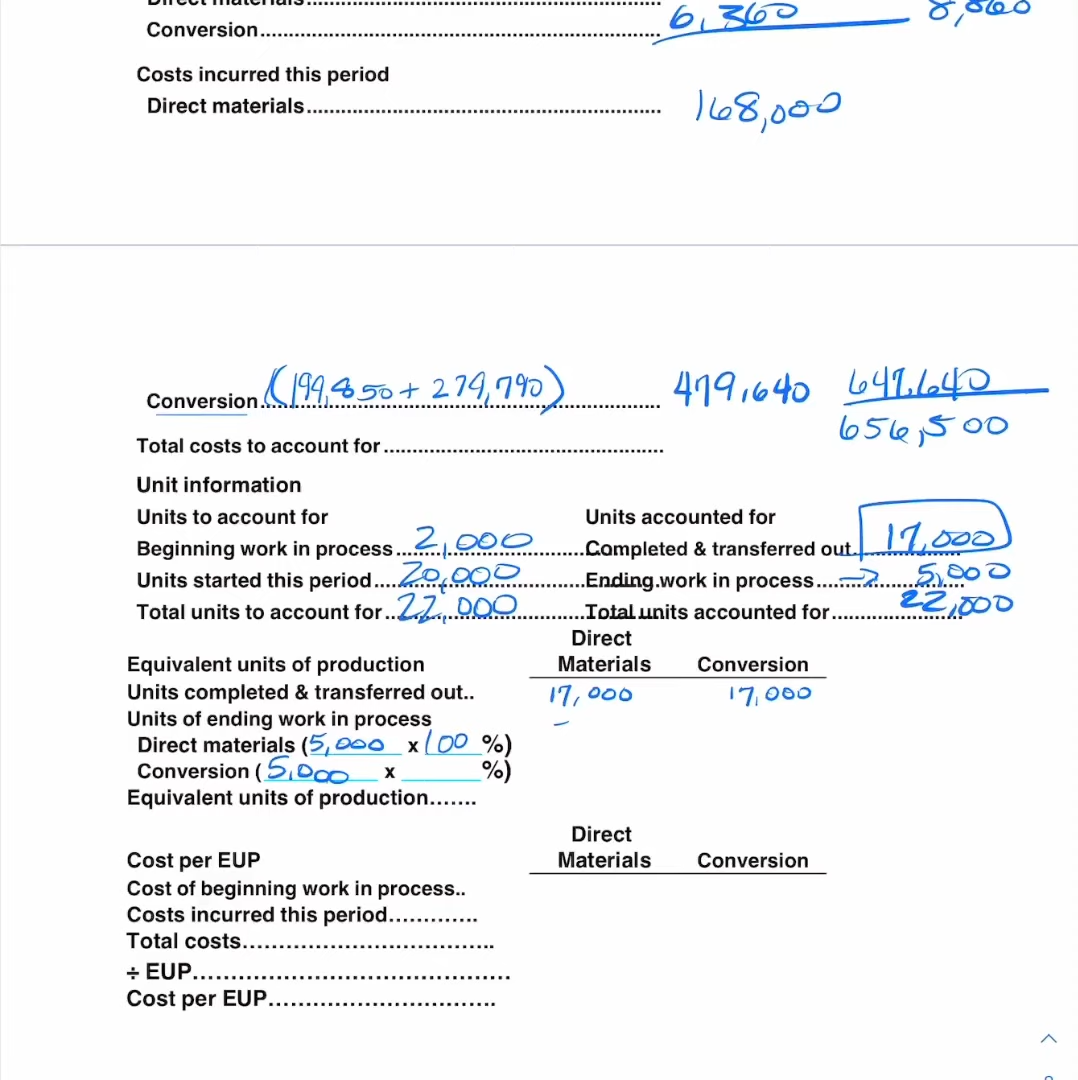 Conversion........................................ 6,360 8,860
Costs incurred this period
Direct materials........................................ 168,000
Conversion (199,850 + 279,790) 479,640 647,640
656,500
Total costs to account for........................................
Unit information
Units to account for Units accounted for
Beginning work in process... 2,000 Completed & transferred out. 17,000
Units started this period... 20,000 Ending work in process... → 5,000
Total units to account for.. 22,000 Total units accounted for... 22,000
Direct
Equivalent units of production Materials Conversion
Units completed & transferred out.. 17,000 17,000
Units of ending work in process
Direct materials (5,000 x 100 %)
Conversion (5,000 x ______%)
Equivalent units of production.......
Direct
Cost per EUP Materials Conversion
Cost of beginning work in process..
Costs incurred this period.............
Total costs..................................
÷ EUP.......................................
Cost per EUP...............................